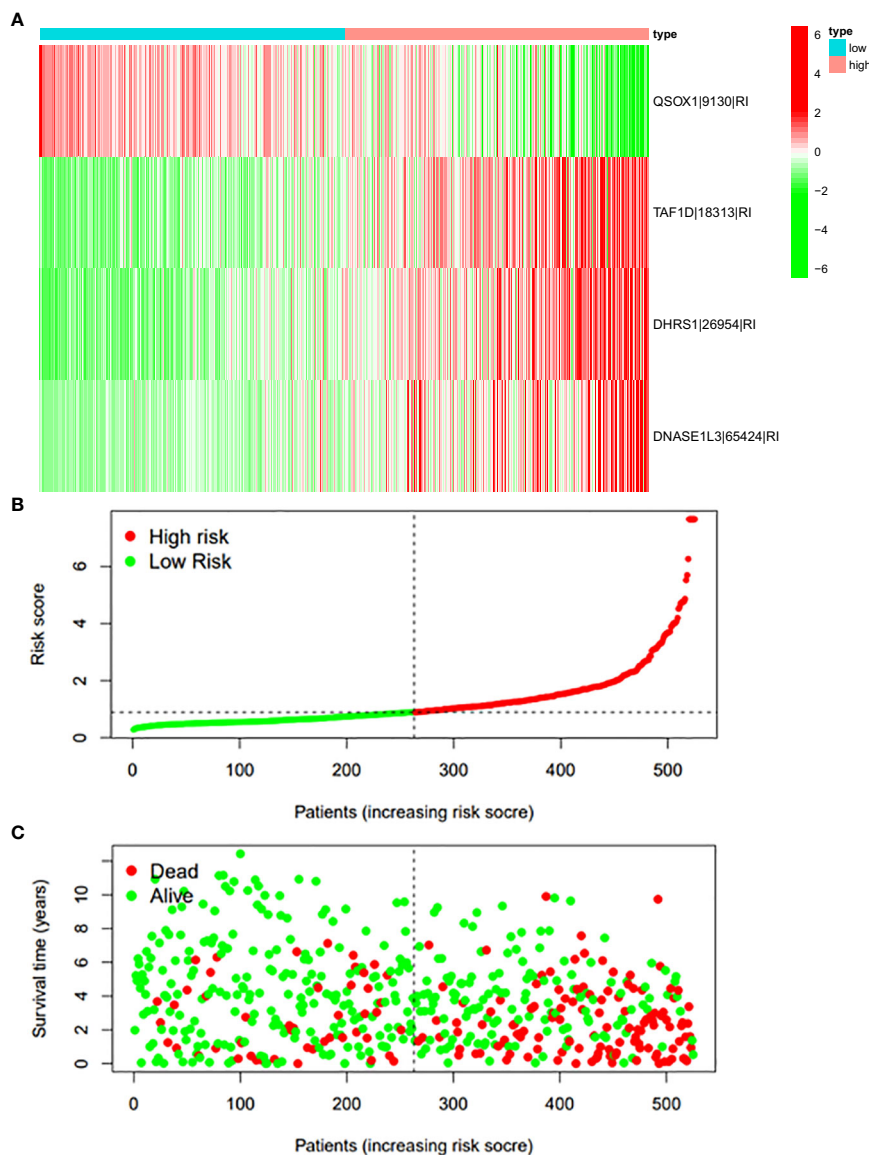 A
type
QSOX1|9130|RI
TAF1D|18313|RI
DHRS1|26954|RI
DNASE1L3|65424|RI
6
4
2
0
−2
−4
−6
type
low
high
B
High risk
Low Risk
Risk score
0
2
4
6
0
100
200
300
400
500
Patients (increasing risk socre)
C
Dead
Alive
Survival time (years)
0
2
4
6
8
10
0
100
200
300
400
500
Patients (increasing risk socre)